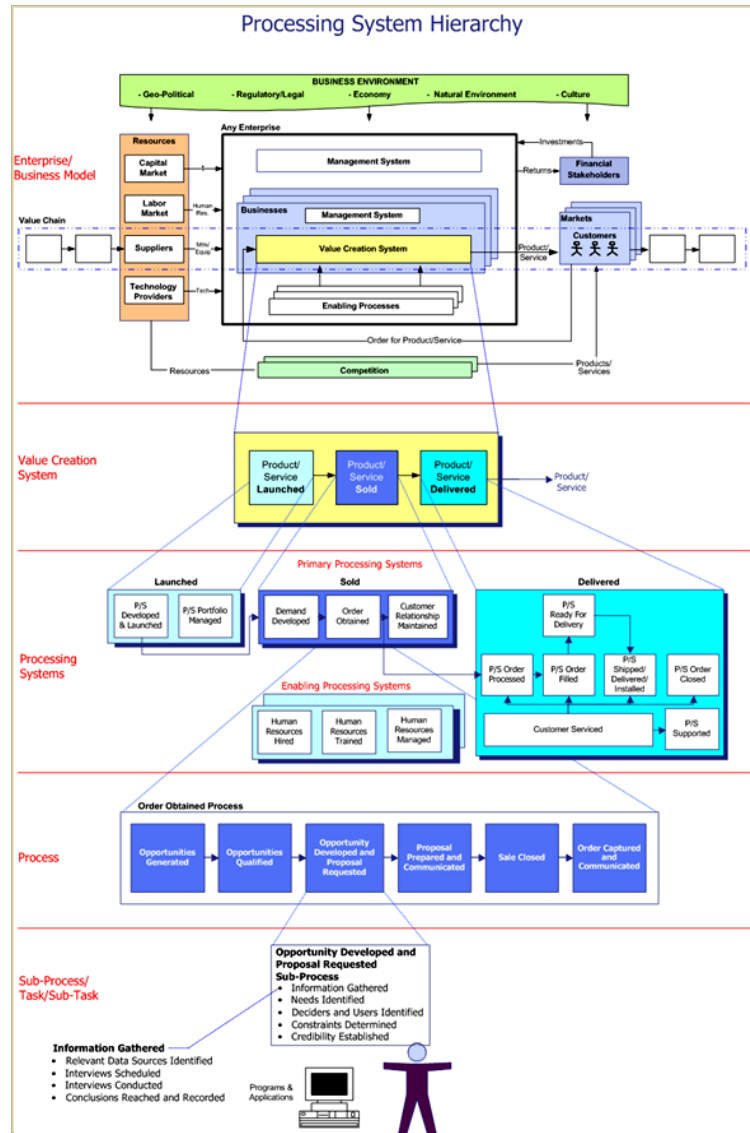 Processing System Hierarchy
BUSINESS ENVIRONMENT
- Geo-Political
- Regulatory/Legal
- Economy
- Natural Environment
- Culture
Enterprise/
Business Model
Resources
Capital
Market
$
Labor
Market
Human
Res.
Suppliers
Mtls/
Equip
Technology
Providers
Tech
Any Enterprise
Management System
Businesses
Management System
Value Creation System
Enabling Processes
Investments
Returns
Financial
Stakeholders
Markets
Customers
Value Chain
Product/
Service
Order for Product/Service
Resources
Competition
Products/
Services
Value Creation
System
Product/
Service
Launched
Product/
Service
Sold
Product/
Service
Delivered
Product/
Service
Processing
Systems
Primary Processing Systems
Launched
P/S
Developed
& Launched
P/S Portfolio
Managed
Sold
Demand
Developed
Order
Obtained
Customer
Relationship
Maintained
Delivered
P/S
Ready For
Delivery
P/S Order
Processed
P/S Order
Filled
P/S
Shipped/
Delivered/
Installed
P/S Order
Closed
Customer Serviced
P/S
Supported
Enabling Processing Systems
Human
Resources
Hired
Human
Resources
Trained
Human
Resources
Managed
Process
Order Obtained Process
Opportunities
Generated
Opportunities
Qualified
Opportunity
Developed and
Proposal
Requested
Proposal
Prepared and
Communicated
Sale Closed
Order Captured
and
Communicated
Sub-Process/
Task/Sub-Task
Opportunity Developed and
Proposal Requested
Sub-Process
• Information Gathered
• Needs Identified
• Deciders and Users Identified
• Constraints Determined
• Credibility Established
Information Gathered
• Relevant Data Sources Identified
• Interviews Scheduled
• Interviews Conducted
• Conclusions Reached and Recorded
Programs &
Applications